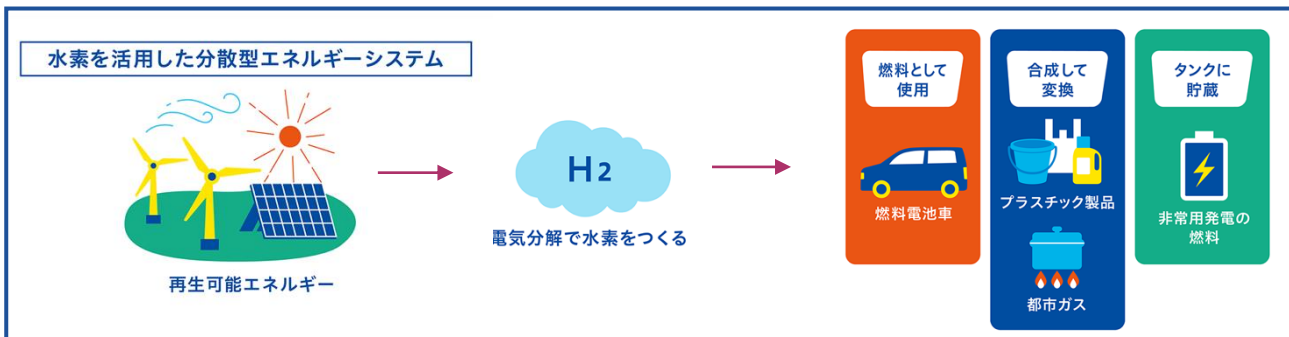 水素を活用した分散型エネルギーシステム
再生可能エネルギー
H2
電気分解で水素をつくる
燃料として
使用
燃料電池車
合成して
変換
プラスチック製品
都市ガス
タンクに
貯蔵
非常用発電の
燃料